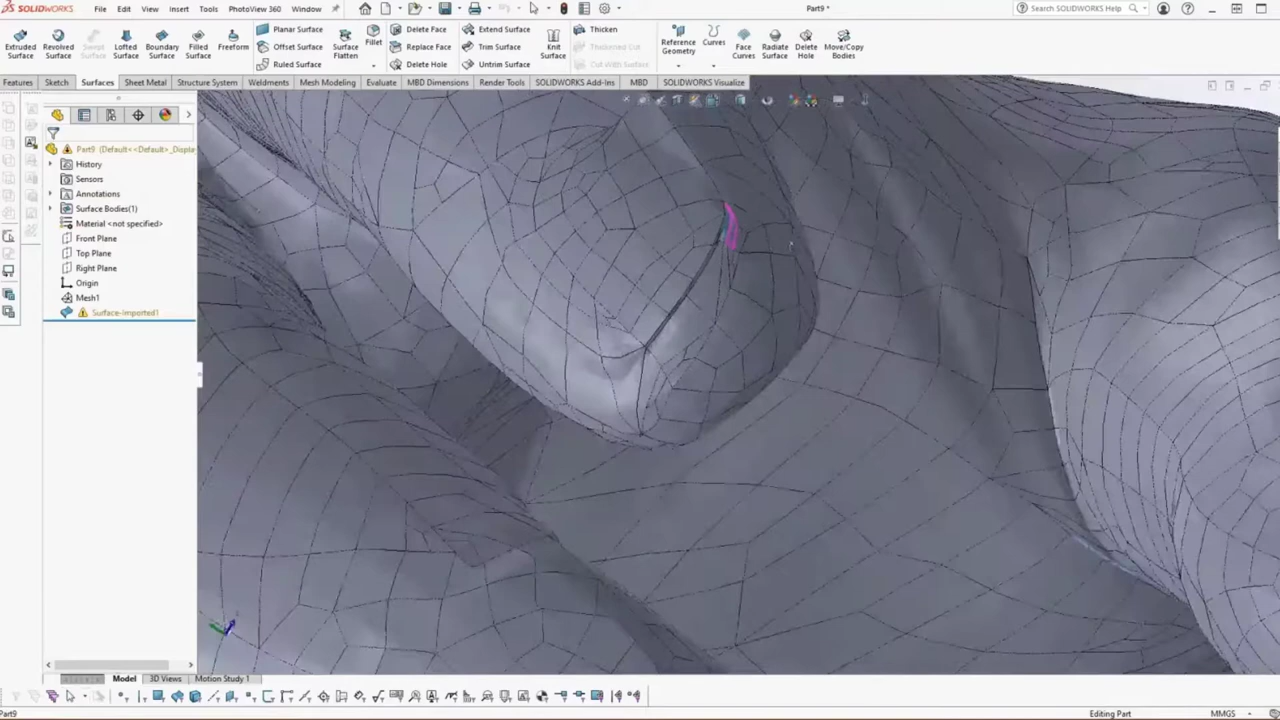 SOLIDWORKS File Edit View Insert Tools PhotoView 360 Window Part9 * Search SOLIDWORKS Help
Extruded Surface
Revolved Surface
Swept Surface
Lofted Surface
Boundary Surface
Filled Surface
Freeform
Planar Surface
Offset Surface
Ruled Surface
Surface Flatten
Fillet
Delete Face
Replace Face
Delete Hole
Extend Surface
Trim Surface
Untrim Surface
Knit Surface
Thicken
Thickened Cut
Cut With Surface
Reference Geometry
Curves
Face Curves
Radiate Surface
Delete Hole
Move/Copy Bodies
Features Sketch Surfaces Sheet Metal Structure System Weldments Mesh Modeling Evaluate MBD Dimensions Render Tools SOLIDWORKS Add-Ins MBD SOLIDWORKS Visualize
Part9 (Default<<Default>_Displa
History
Sensors
Annotations
Surface Bodies(1)
Material <not specified>
Front Plane
Top Plane
Right Plane
Origin
Mesh1
Surface-Imported1
Model 3D Views Motion Study 1
Part9 Editing Part MMGS